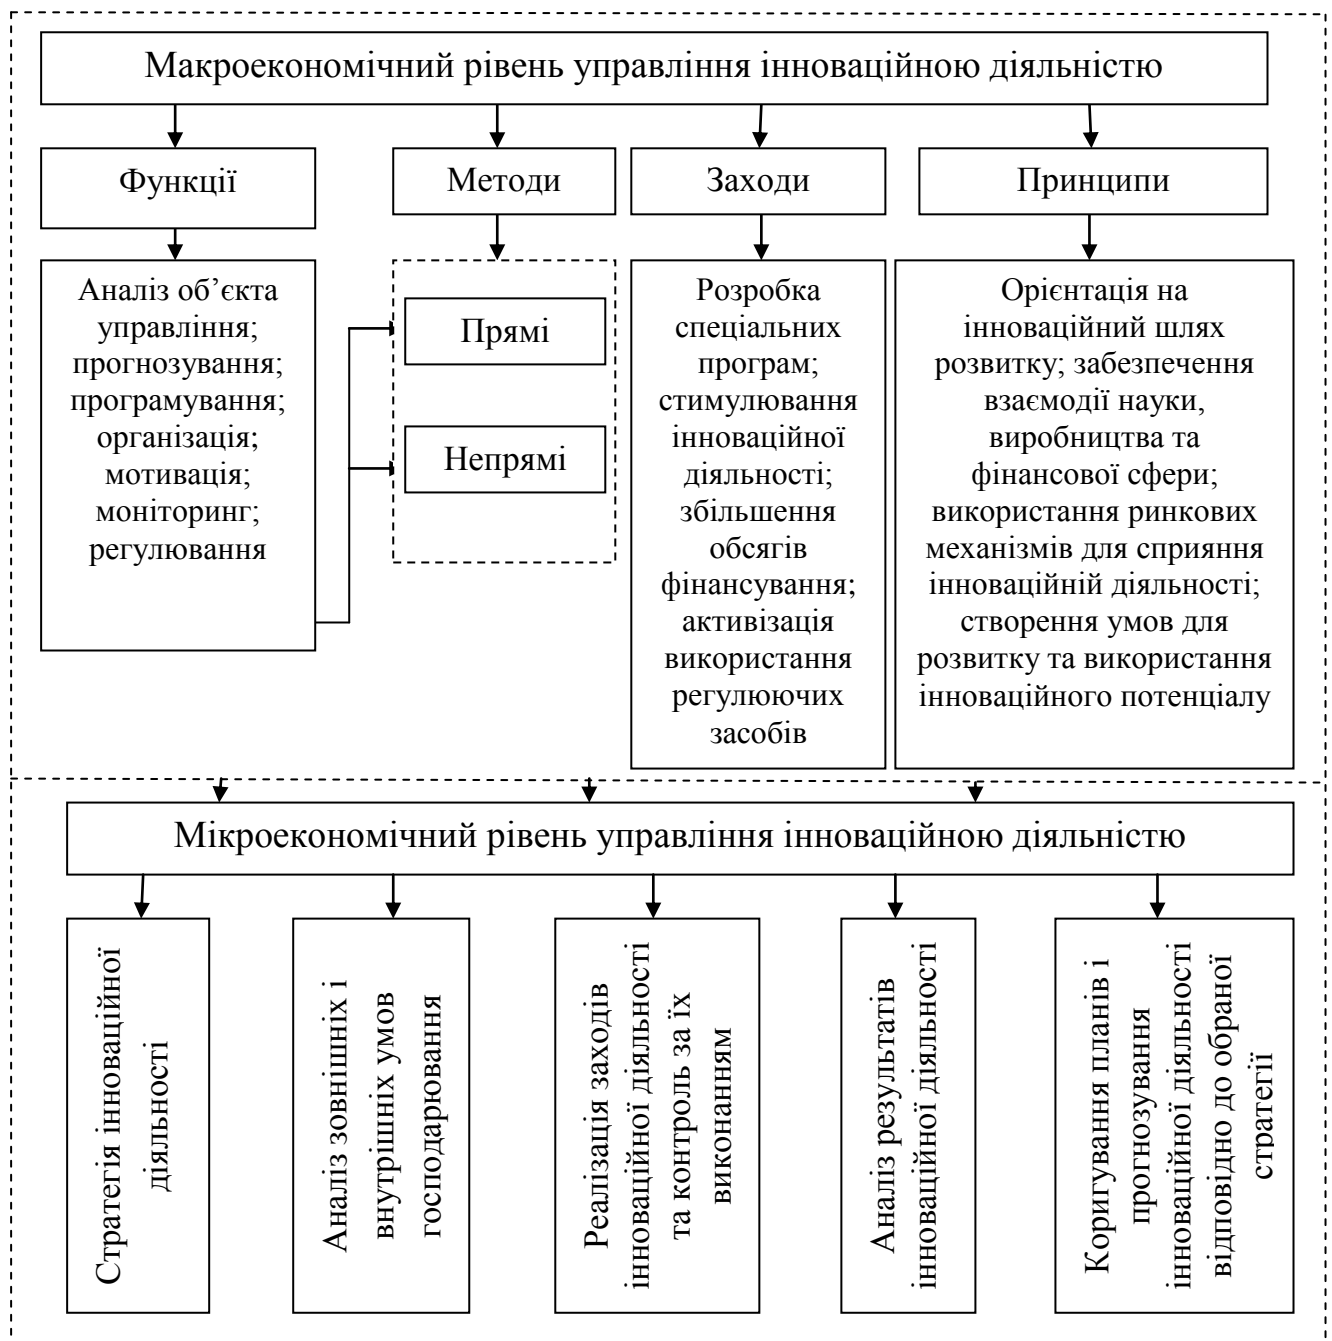 Макроекономічний рівень управління інноваційною діяльністю
Функції
Методи
Заходи
Принципи
Аналіз об’єкта
управління;
прогнозування;
програмування;
організація;
мотивація;
моніторинг;
регулювання
Прямі
Непрямі
Розробка
спеціальних
програм;
стимулювання
інноваційної
діяльності;
збільшення
обсягів
фінансування;
активізація
використання
регулюючих
засобів
Орієнтація на
інноваційний шлях
розвитку; забезпечення
взаємодії науки,
виробництва та
фінансової сфери;
використання ринкових
механізмів для сприяння
інноваційній діяльності;
створення умов для
розвитку та використання
інноваційного потенціалу
Мікроекономічний рівень управління інноваційною діяльністю
Стратегія інноваційної
діяльності
Аналіз зовнішніх і
внутрішніх умов
господарювання
Реалізація заходів
інноваційної діяльності
та контроль за їх
виконанням
Аналіз результатів
інноваційної діяльності
Коригування планів і
прогнозування
інноваційної діяльності
відповідно до обраної
стратегії